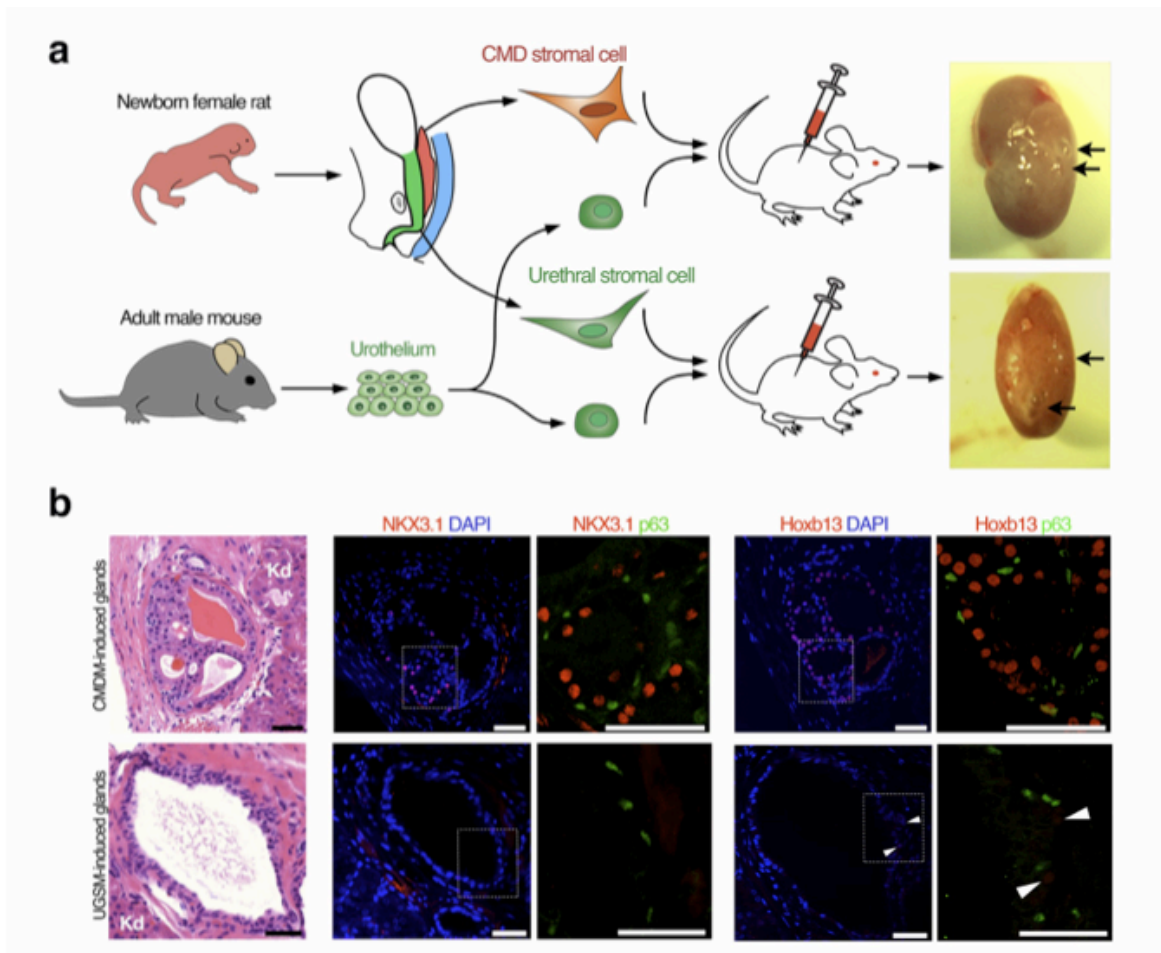 a
CMD stromal cell
Newborn female rat
Urethral stromal cell
Adult male mouse
Urothelium
b
NKX3.1 DAPI
NKX3.1 p63
Hoxb13 DAPI
Hoxb13 p63
CMDM-induced glands
Kd
UGSM-induced glands
Kd